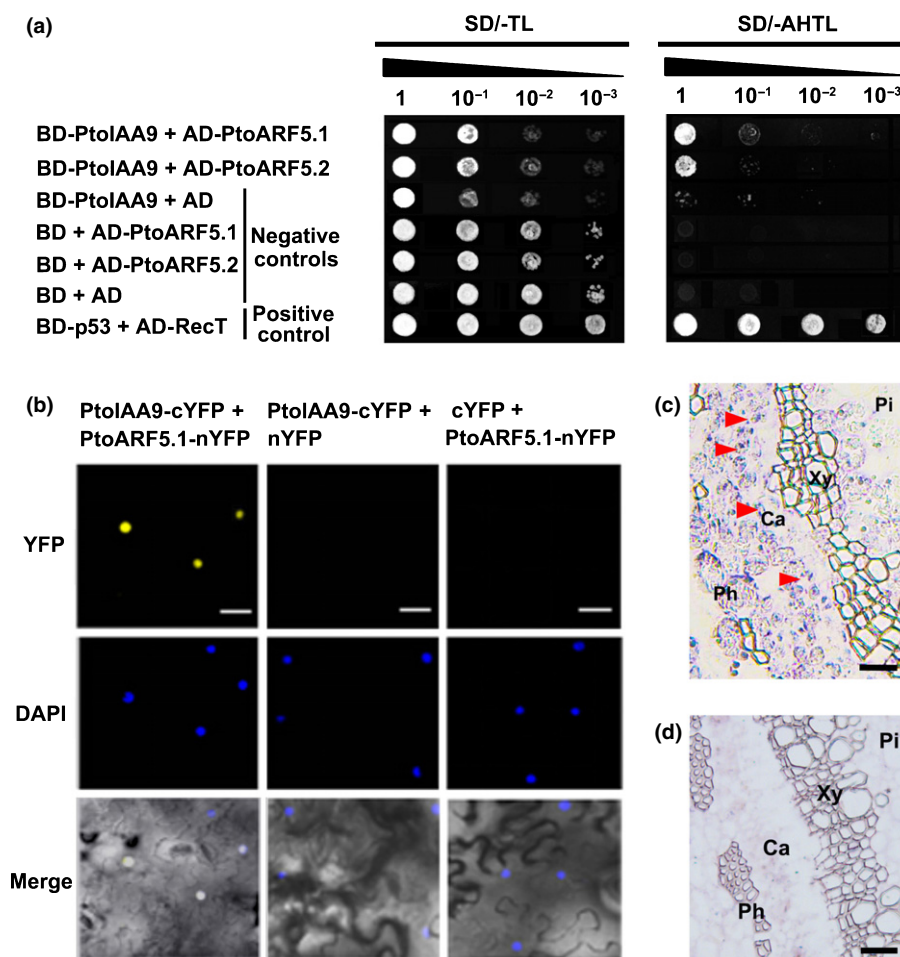 (a)
SD/-TL
SD/-AHTL
1 10⁻¹ 10⁻² 10⁻³
1 10⁻¹ 10⁻² 10⁻³
BD-PtoIAA9 + AD-PtoARF5.1
BD-PtoIAA9 + AD-PtoARF5.2
BD-PtoIAA9 + AD
BD + AD-PtoARF5.1
BD + AD-PtoARF5.2
BD + AD
Negative
controls
BD-p53 + AD-RecT
Positive
control
(b)
PtoIAA9-cYFP +
PtoARF5.1-nYFP
PtoIAA9-cYFP +
nYFP
cYFP +
PtoARF5.1-nYFP
YFP
DAPI
Merge
(c)
Pi
Xy
Ca
Ph
(d)
Pi
Xy
Ca
Ph